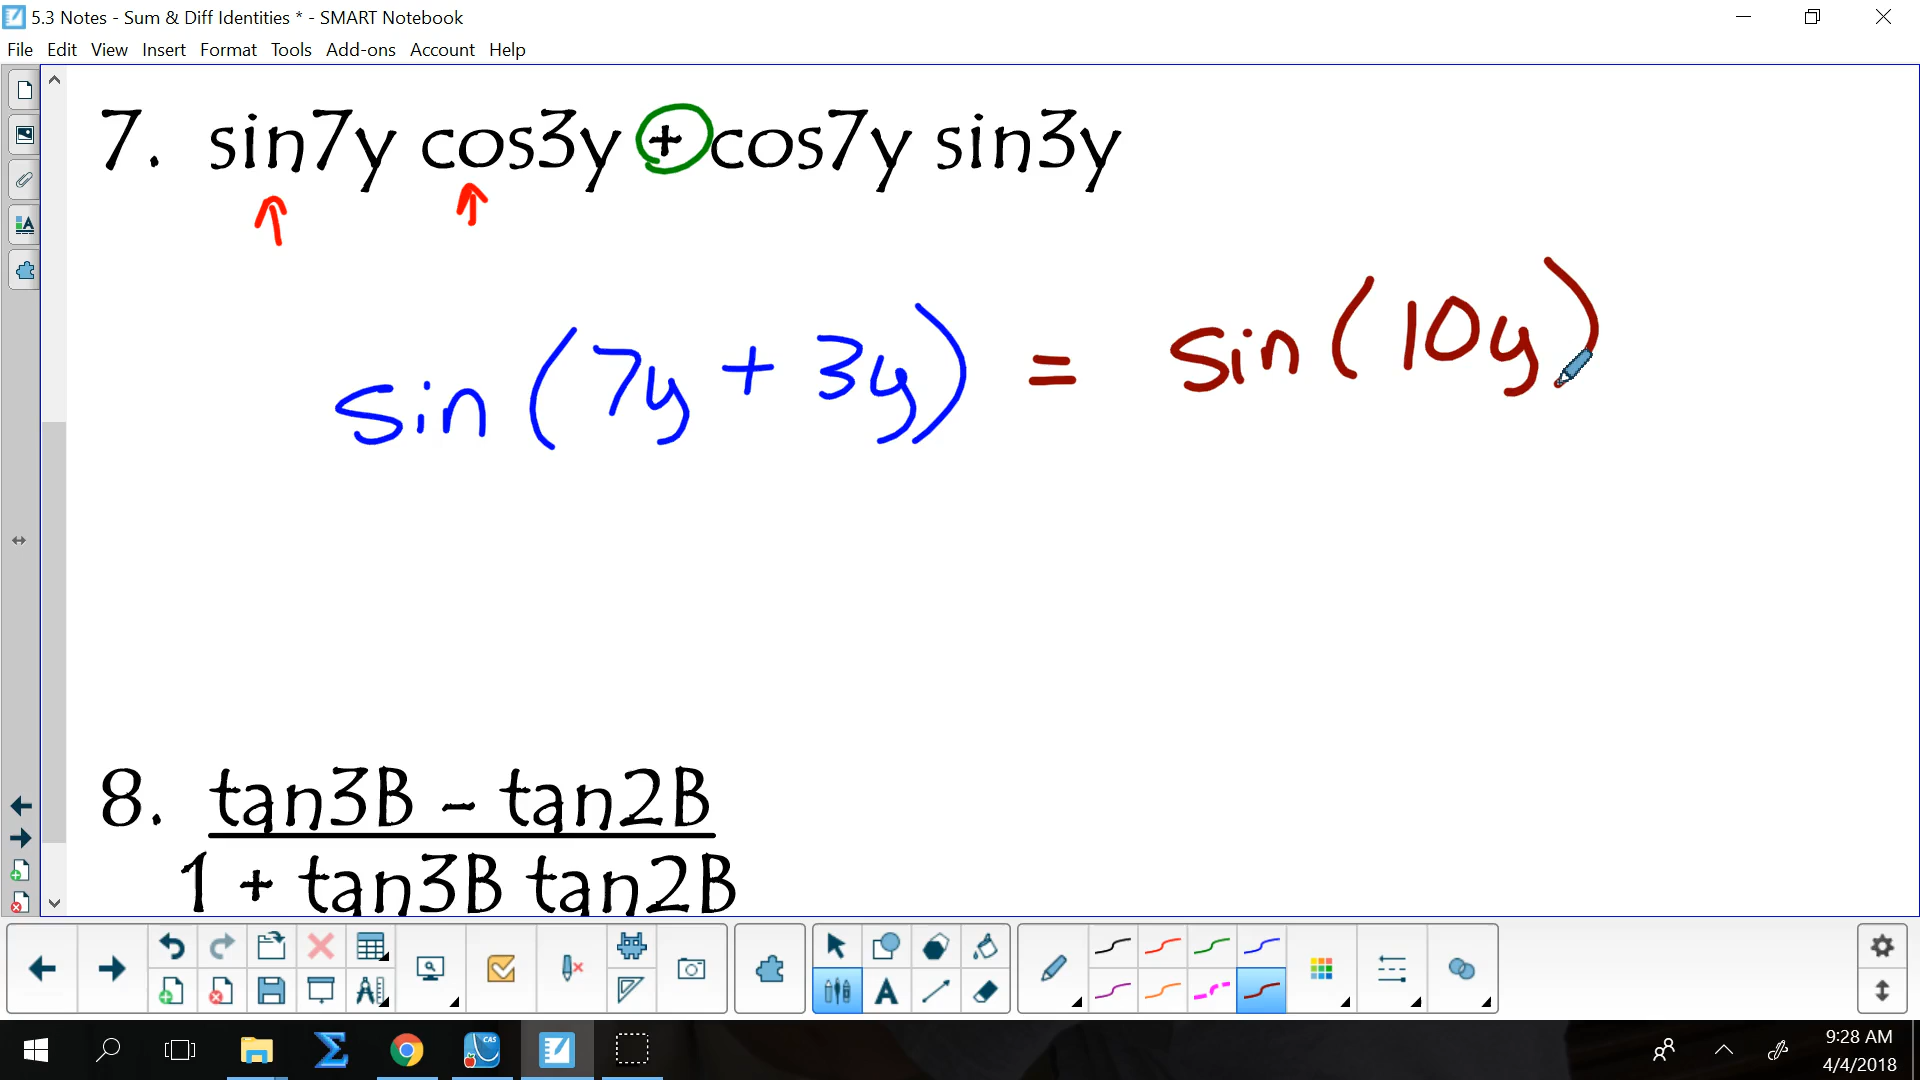 5.3 Notes - Sum & Diff Identities * - SMART Notebook
File Edit View Insert Format Tools Add-ons Account Help
7. sin7y cos3y + cos7y sin3y
sin (7y + 3y) = sin (10y)
8. tan3B - tan2B
1 + tan3B tan2B
CAS
9:28 AM
4/4/2018